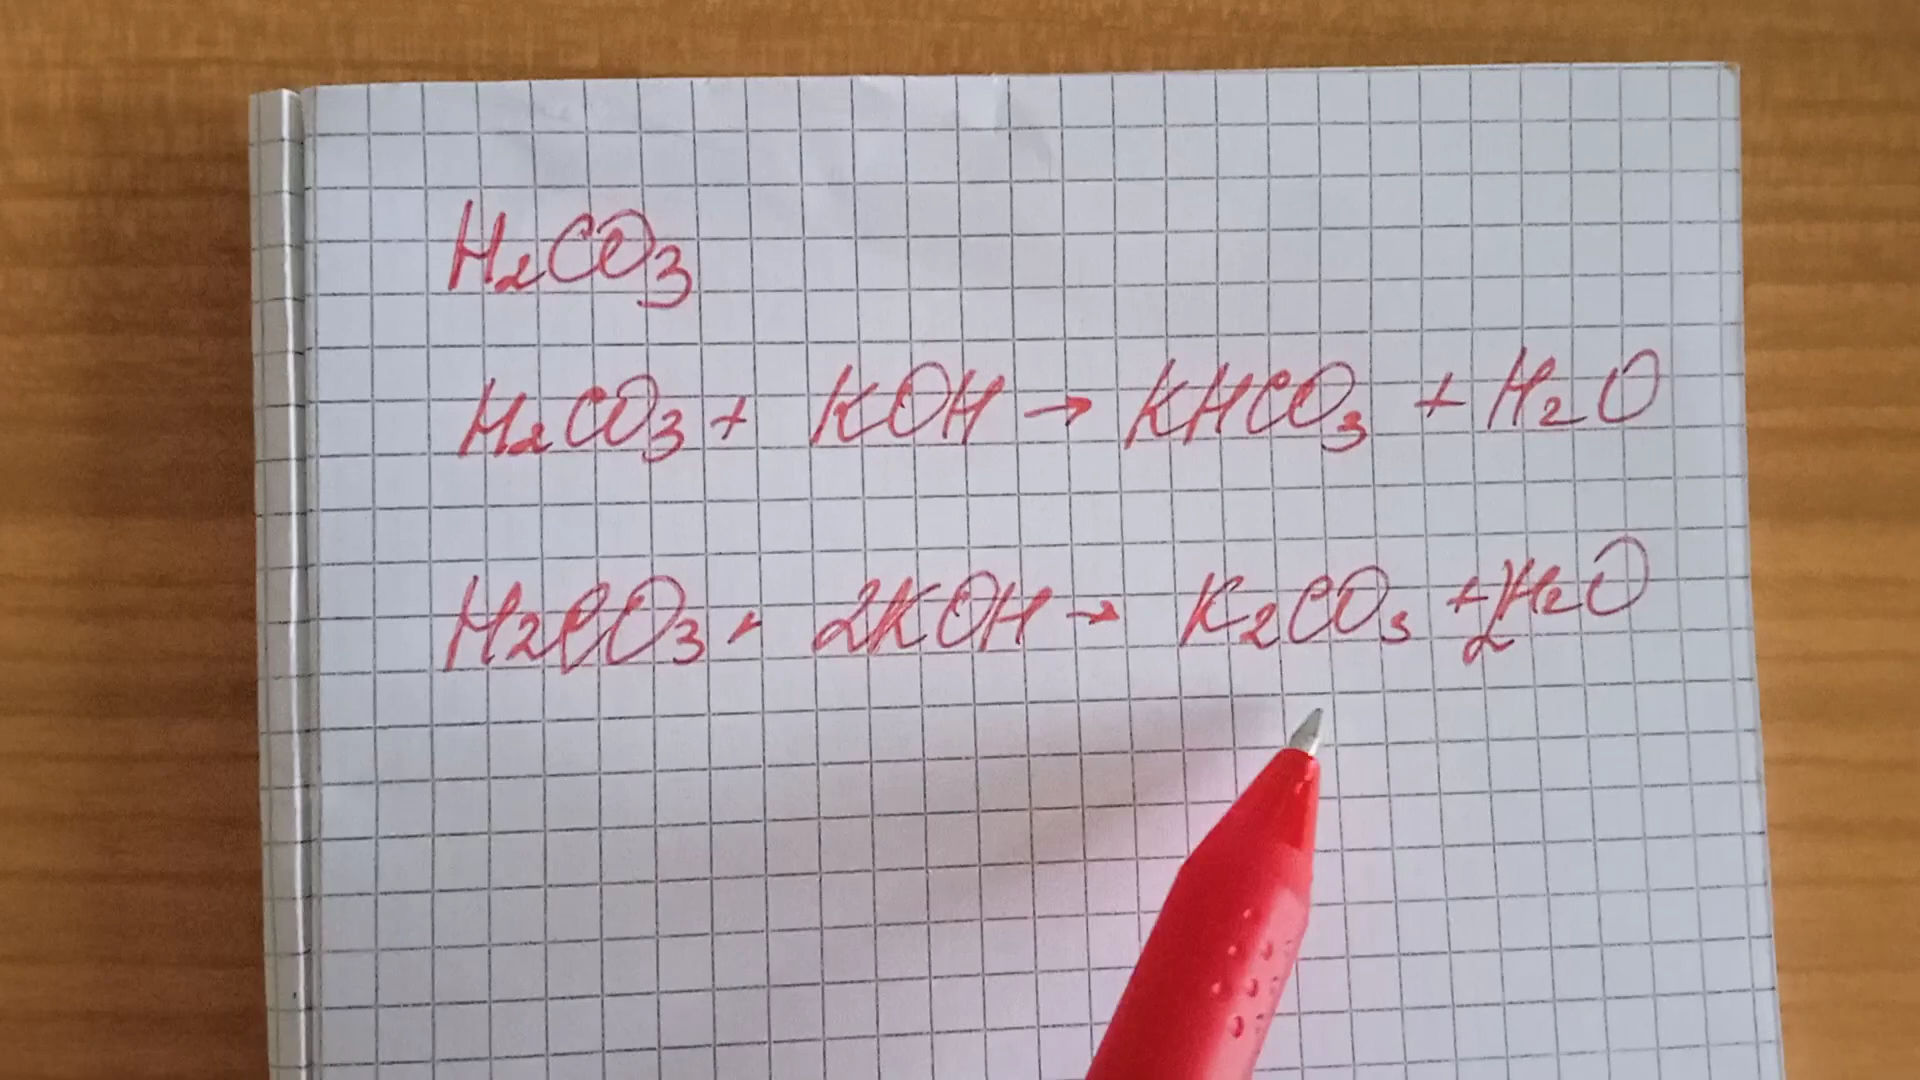 H2CO3
H2CO3 + KOH → KHCO3 + H2O
H2CO3 + 2KOH → K2CO3 + 2H2O